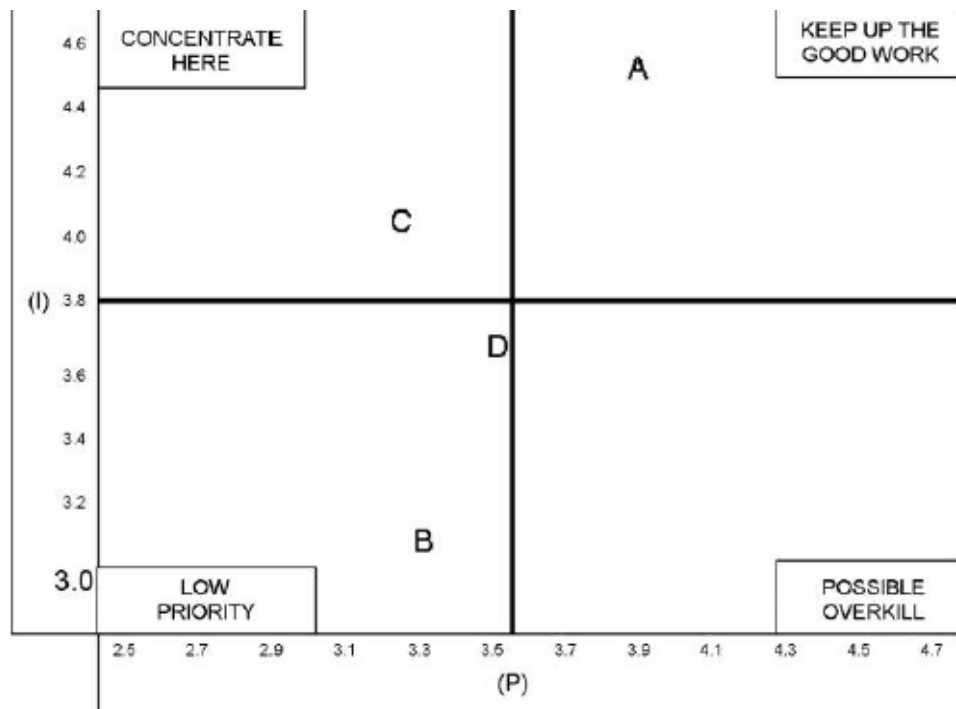 CONCENTRATE
HERE
KEEP UP THE
GOOD WORK
4.6
A
4.4
4.2
C
4.0
(I) 3.8
D
3.6
3.4
3.2
B
3.0
LOW
PRIORITY
POSSIBLE
OVERKILL
2.5 2.7 2.9 3.1 3.3 3.5 3.7 3.9 4.1 4.3 4.5 4.7
(P)